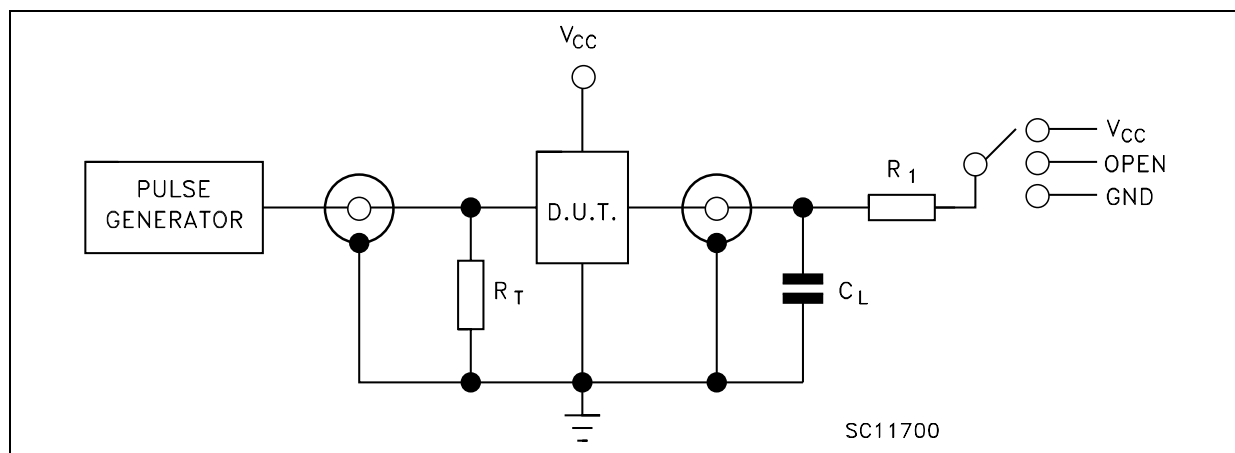 VCC
PULSE
GENERATOR
D.U.T.
RT
CL
R1
VCC
OPEN
GND
SC11700